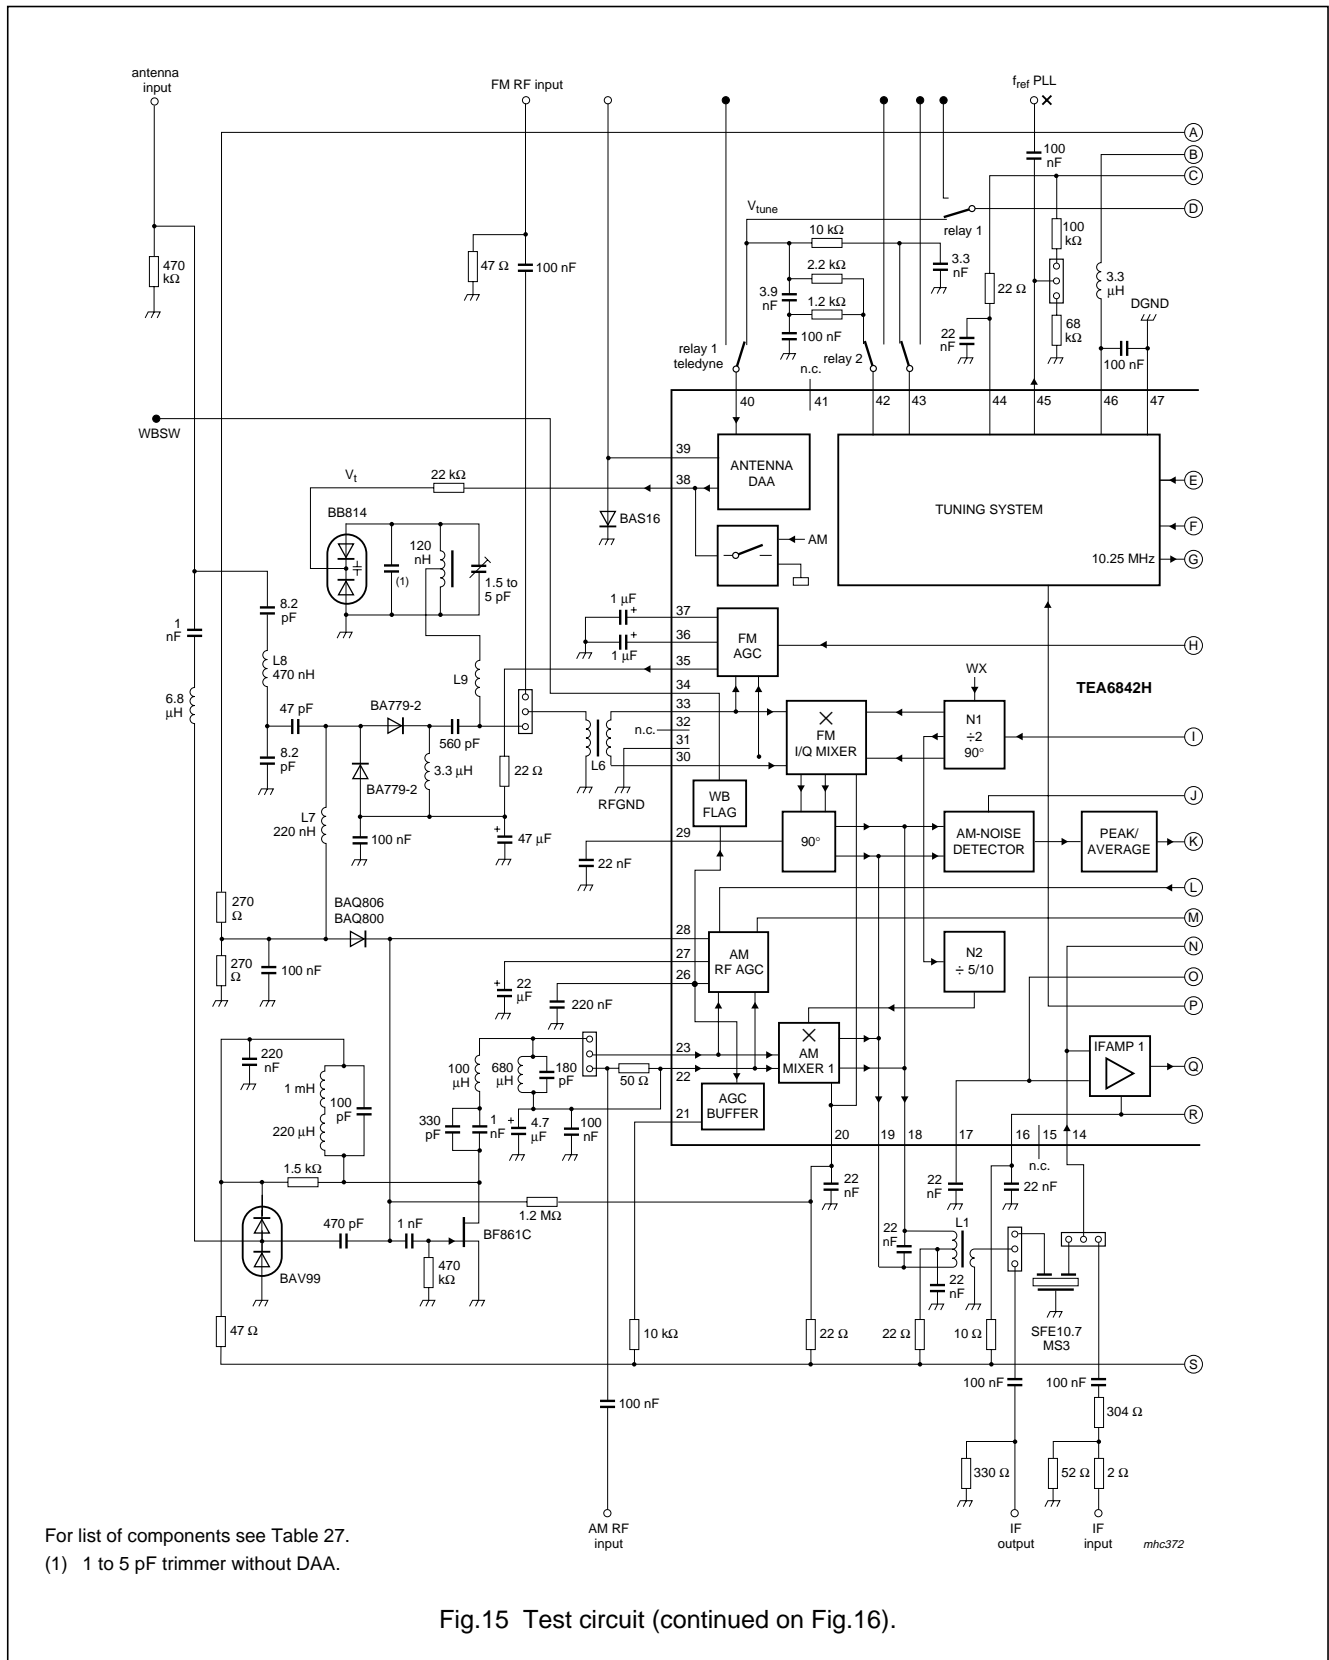 antenna
input
FM RF input
fref PLL
A
100
nF
B
C
Vtune
D
relay 1
470
kΩ
47 Ω
100 nF
10 kΩ
100
kΩ
2.2 kΩ
3.3
nF
3.9
nF
1.2 kΩ
22 Ω
3.3
μH
DGND
100 nF
22
nF
68
kΩ
relay 1
teledyne
relay 2
100 nF
n.c.
40
41
42
43
44
45
46
47
WBSW
39
38
ANTENNA
DAA
TUNING SYSTEM
10.25 MHz
E
F
G
Vt
22 kΩ
BB814
BAS16
AM
120
nH
(1)
1.5 to
5 pF
8.2
pF
1
nF
L8
470 nH
L9
1 μF
1 μF
37
36
35
34
FM
AGC
H
WX
TEA6842H
6.8
μH
47 pF
BA779-2
33
32
n.c.
31
30
FM
I/Q MIXER
N1
÷2
90°
I
560 pF
8.2
pF
3.3 μH
22 Ω
L6
BA779-2
RFGND
WB
FLAG
J
L7
220 nH
100 nF
47 μF
29
22 nF
90°
AM-NOISE
DETECTOR
PEAK/
AVERAGE
K
L
270
Ω
BAQ806
BAQ800
M
28
27
26
AM
RF AGC
N2
÷ 5/10
N
O
P
270
Ω
100 nF
22
μF
220 nF
220
nF
100
μH
680
μH
180
pF
50 Ω
23
22
21
AM
MIXER 1
AGC
BUFFER
IFAMP 1
Q
R
1 mH
100
pF
220 μH
330
pF
1
nF
4.7
μF
100
nF
20
19
18
17
16
15
14
n.c.
1.5 kΩ
22
nF
22
nF
22 nF
1.2 MΩ
470 pF
1 nF
BF861C
22
nF
L1
BAV99
470
kΩ
22
nF
SFE10.7
MS3
47 Ω
10 kΩ
22 Ω
22 Ω
10 Ω
S
100 nF
100 nF
100 nF
304 Ω
330 Ω
52 Ω
2 Ω
AM RF
input
IF
output
IF
input
mhc372
For list of components see Table 27.
(1) 1 to 5 pF trimmer without DAA.
Fig.15 Test circuit (continued on Fig.16).